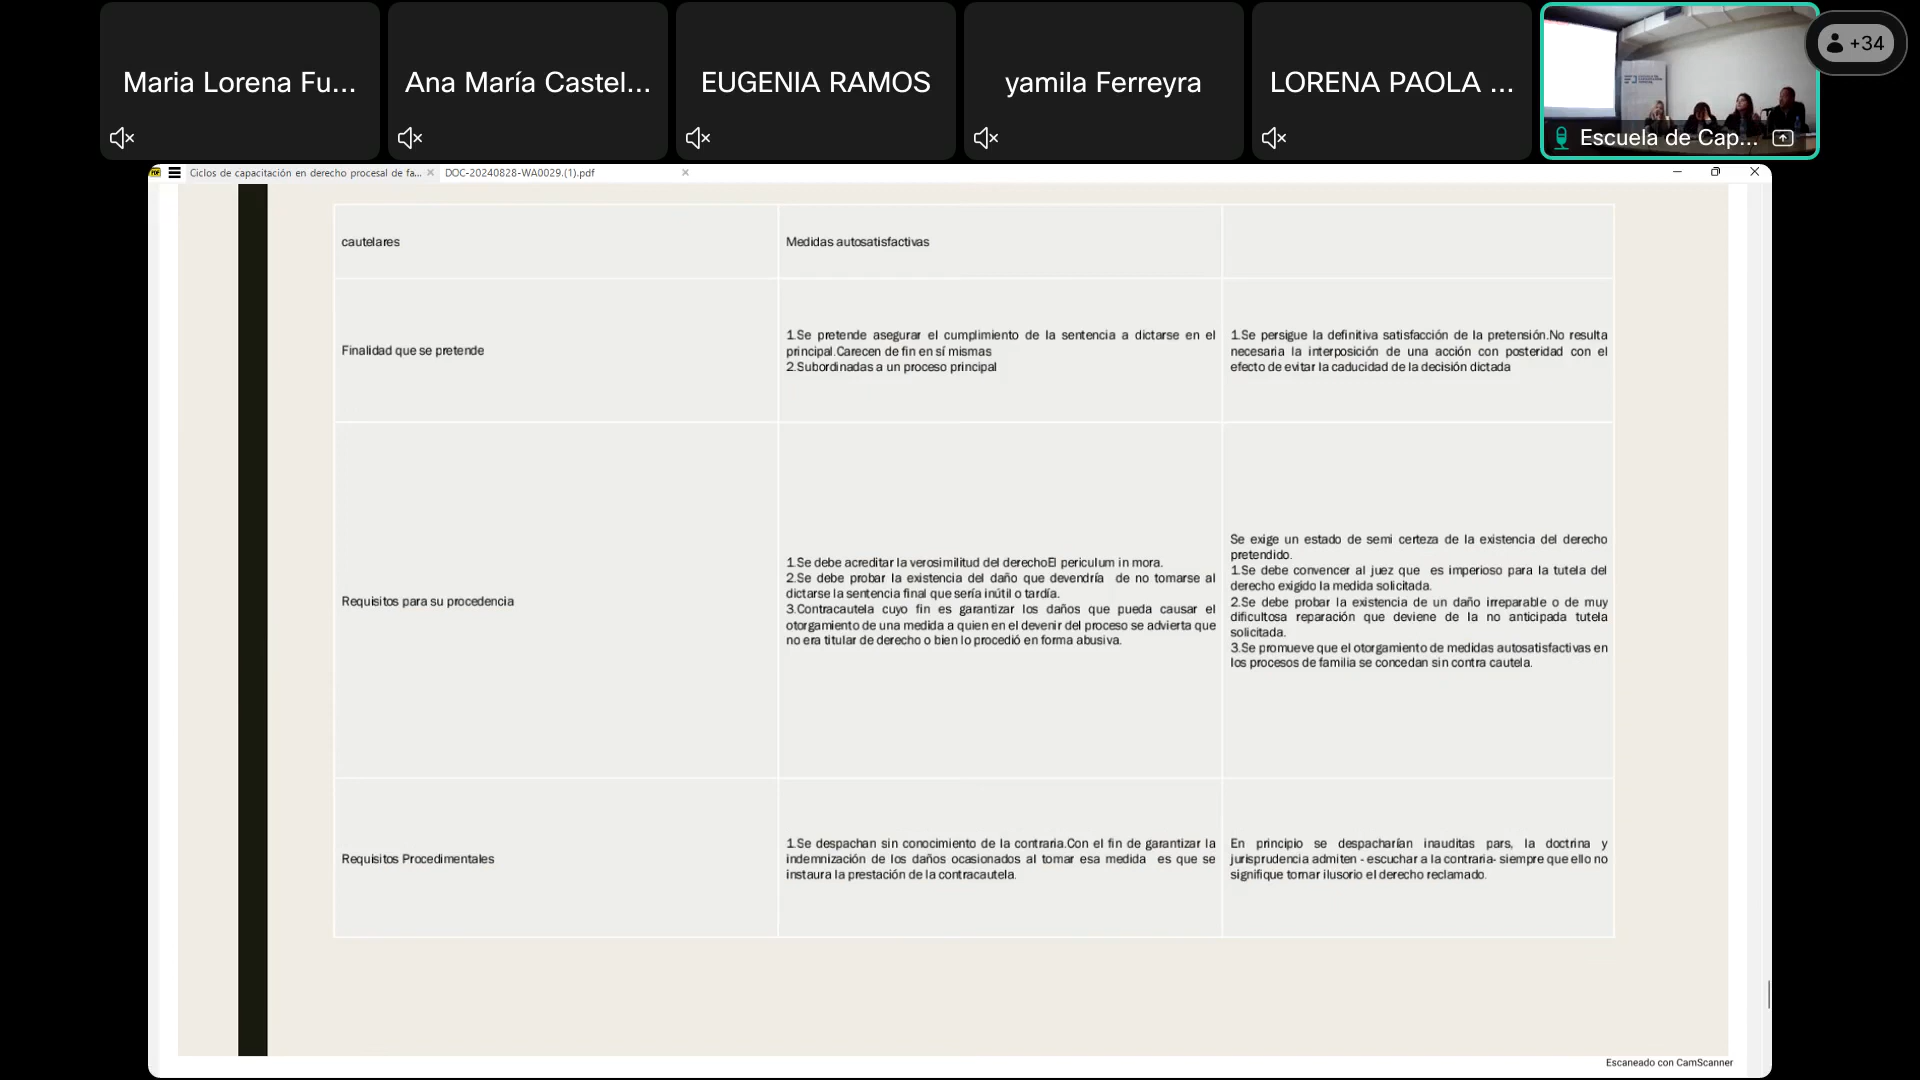 Maria Lorena Fu...
Ana María Castel...
EUGENIA RAMOS
yamila Ferreyra
LORENA PAOLA ...
Escuela de Cap...
+34
Ciclos de capacitación en derecho procesal de fa...
DOC-20240828-WA0029.(1).pdf
cautelares
Medidas autosatisfactivas
Finalidad que se pretende
1.Se pretende asegurar el cumplimiento de la sentencia a dictarse en el
principal.Carecen de fin en sí mismas
2.Subordinadas a un proceso principal
1.Se persigue la definitiva satisfacción de la pretensión.No resulta
necesaria la interposición de una acción con posteridad con el
efecto de evitar la caducidad de la decisión dictada
Requisitos para su procedencia
1.Se debe acreditar la verosimilitud del derechoEl periculum in mora.
2.Se debe probar la existencia del daño que devendría de no tomarse al
dictarse la sentencia final que sería inútil o tardía.
3.Contracautela cuyo fin es garantizar los daños que pueda causar el
otorgamiento de una medida a quien en el devenir del proceso se advierta que
no era titular de derecho o bien lo procedió en forma abusiva.
Se exige un estado de semi certeza de la existencia del derecho
pretendido.
1.Se debe convencer al juez que es imperioso para la tutela del
derecho exigido la medida solicitada.
2.Se debe probar la existencia de un daño irreparable o de muy
dificultosa reparación que deviene de la no anticipada tutela
solicitada.
3.Se promueve que el otorgamiento de medidas autosatisfactivas en
los procesos de familia se concedan sin contra cautela.
Requisitos Procedimentales
1.Se despachan sin conocimiento de la contraria.Con el fin de garantizar la
indemnización de los daños ocasionados al tomar esa medida es que se
instaura la prestación de la contracautela.
En principio se despacharían inauditas pars, la doctrina y
jurisprudencia admiten - escuchar a la contraria- siempre que ello no
signifique tornar ilusorio el derecho reclamado.
Escaneado con CamScanner